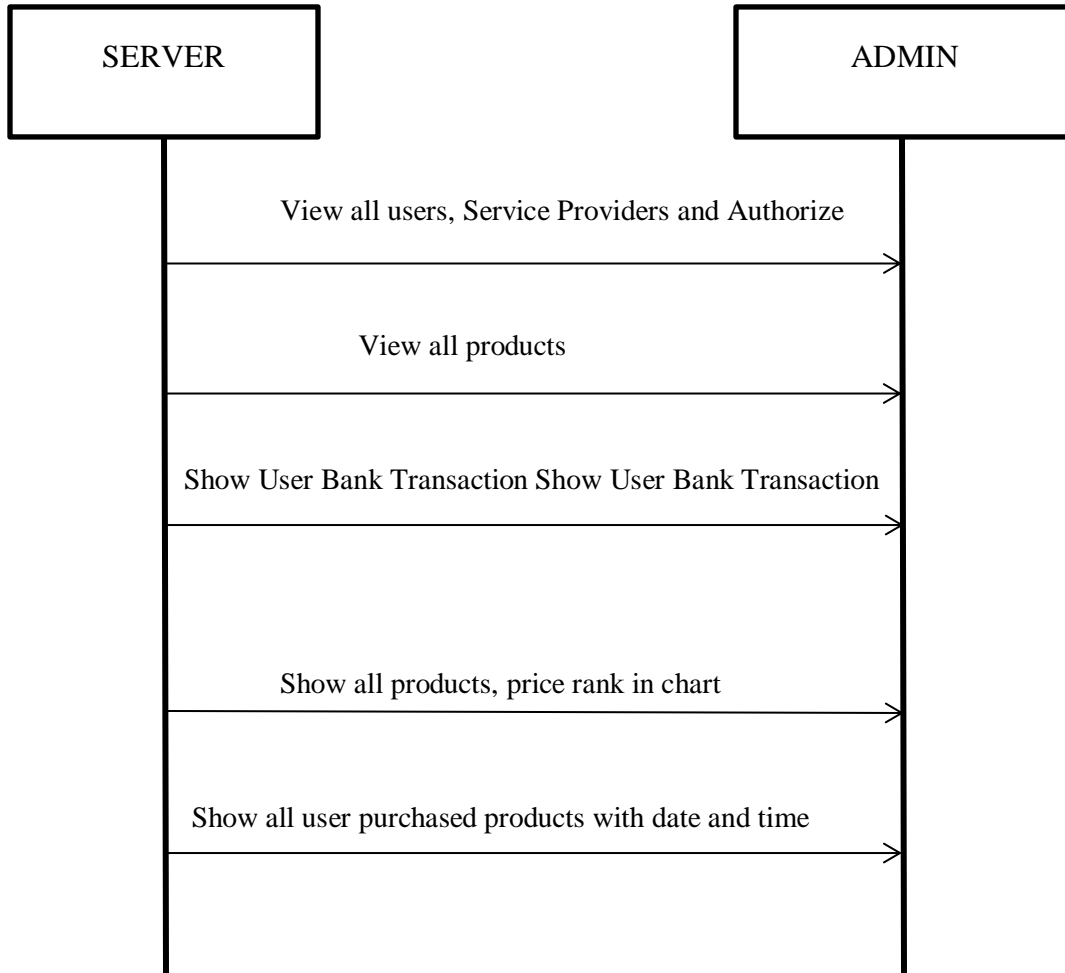 SERVER
ADMIN
View all users, Service Providers and Authorize
View all products
Show User Bank Transaction Show User Bank Transaction
Show all products, price rank in chart
Show all user purchased products with date and time